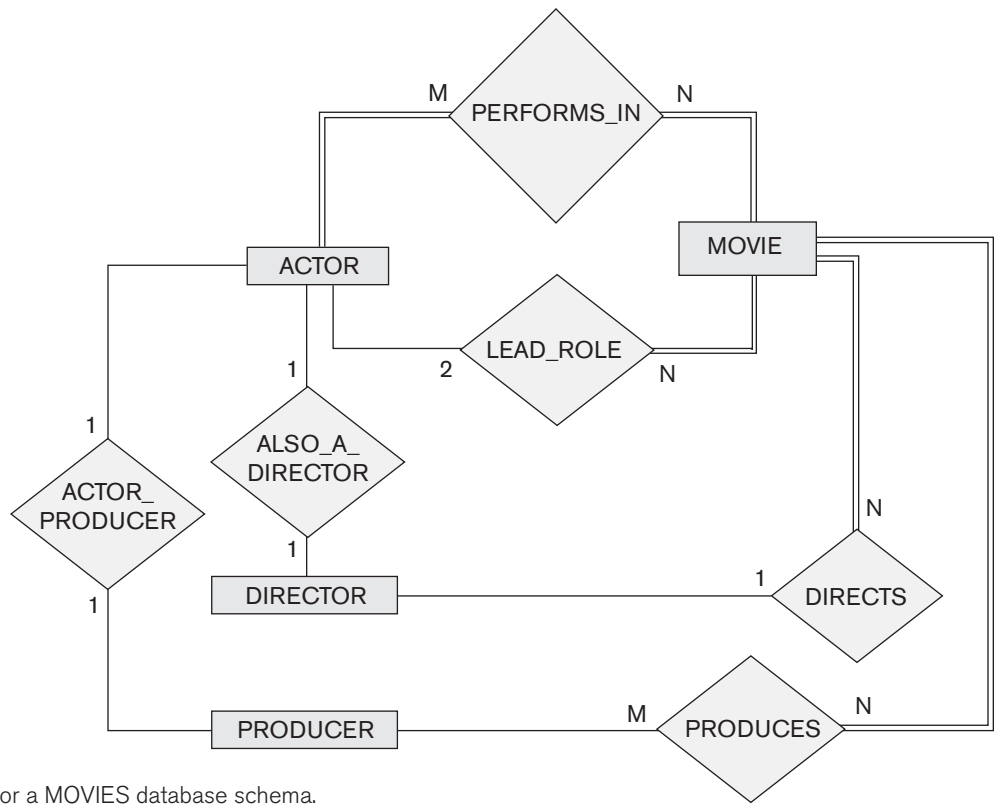 M
PERFORMS_IN
N
MOVIE
ACTOR
LEAD_ROLE
2
N
1
ALSO_A_
DIRECTOR
1
ACTOR_
PRODUCER
N
1
DIRECTOR
1
DIRECTS
1
PRODUCER
M
PRODUCES
N
or a MOVIES database schema.